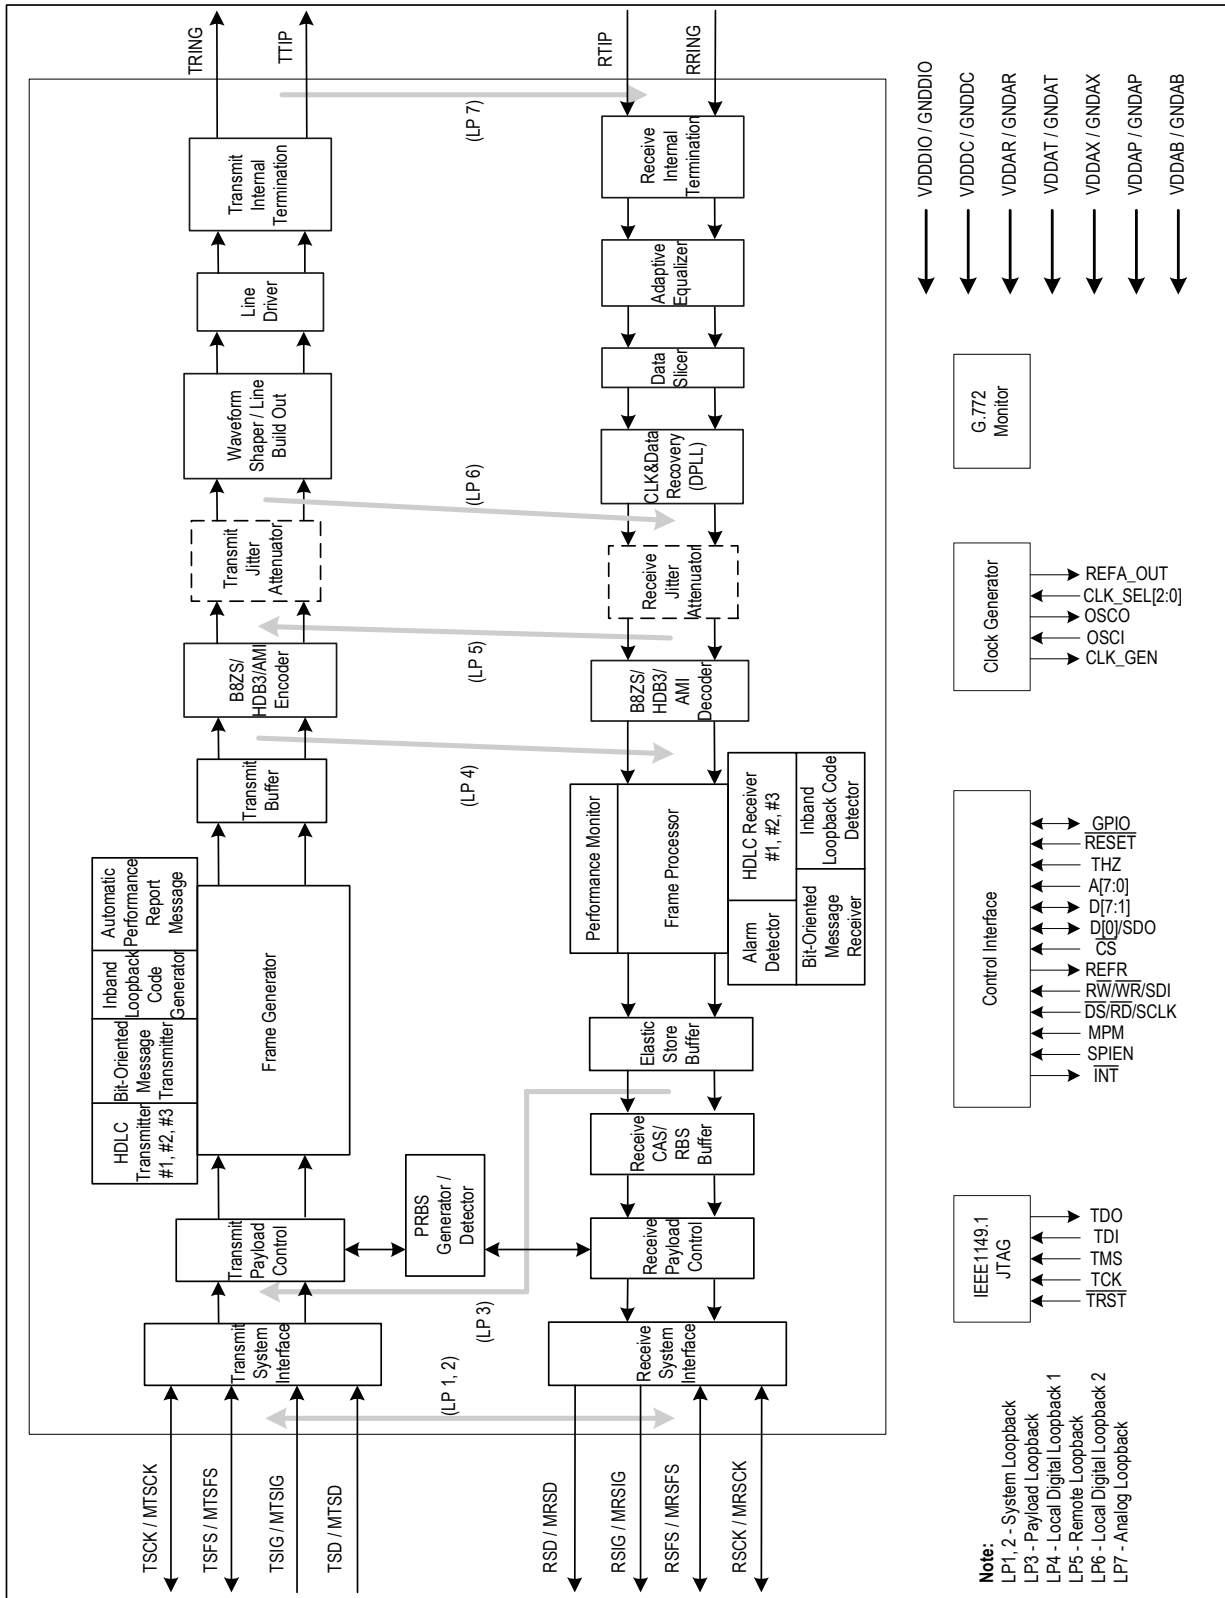 TRING
TTIP
RTIP
RRING
(LP 7)
Transmit
Internal
Termination
Receive
Internal
Termination
VDDDIO / GNDDIO
VDDDC / GNDDC
VDDAR / GNDAR
VDDAT / GNDAT
VDDAX / GNDAX
VDDAP / GNDAP
VDDAB / GNDAB
Line
Driver
Adaptive
Equalizer
Data
Slicer
Waveform
Shaper / Line
Build Out
CLK&Data
Recovery
(DPLL)
G.772
Monitor
(LP 6)
Transmit
Jitter
Attenuator
Receive
Jitter
Attenuator
Clock Generator
REFA_OUT
CLK_SEL[2:0]
OSCO
OSCI
CLK_GEN
(LP 5)
B8ZS/
HDB3/AMI
Encoder
B8ZS/
HDB3/
AMI
Decoder
(LP 4)
Transmit
Buffer
Performance Monitor
Frame Processor
HDLC Receiver
#1, #2, #3
Inband
Loopback Code
Detector
Alarm
Detector
Bit-Oriented
Message
Receiver
Automatic
Performance
Report
Message
Inband
Loopback
Code
Generator
Bit-Oriented
Message
Transmitter
HDLC
Transmitter
#1, #2, #3
Frame Generator
Control Interface
GPIO
RESET
THZ
A[7:0]
D[7:1]
D[0]/SDO
CS
REFR
RW/WR/SDI
DS/RD/SCLK
MPM
SPIEN
INT
Elastic
Store
Buffer
Receive
CAS/
RBS
Buffer
PRBS
Generator /
Detector
Transmit
Payload
Control
Receive
Payload
Control
IEEE1149.1
JTAG
TDO
TDI
TMS
TCK
TRST
(LP 3)
Transmit
System
Interface
Receive
System
Interface
(LP 1, 2)
TSCK / MTSCK
TSFS / MTSFS
TSIG / MTSIG
TSD / MTSD
RSD / MRSD
RSIG / MRSIG
RSFS / MRSFS
RSCK / MRSCK
Note:
LP1, 2 - System Loopback
LP3 - Payload Loopback
LP4 - Local Digital Loopback 1
LP5 - Remote Loopback
LP6 - Local Digital Loopback 2
LP7 - Analog Loopback